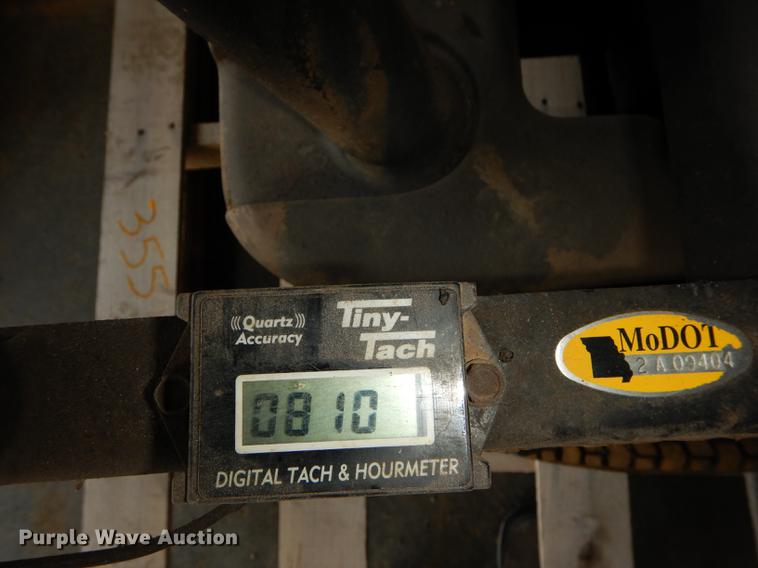 355
(((Quartz)))
Accuracy
Tiny-
Tach
0810
DIGITAL TACH & HOURMETER
MoDOT
2 A 09404
Purple Wave Auction